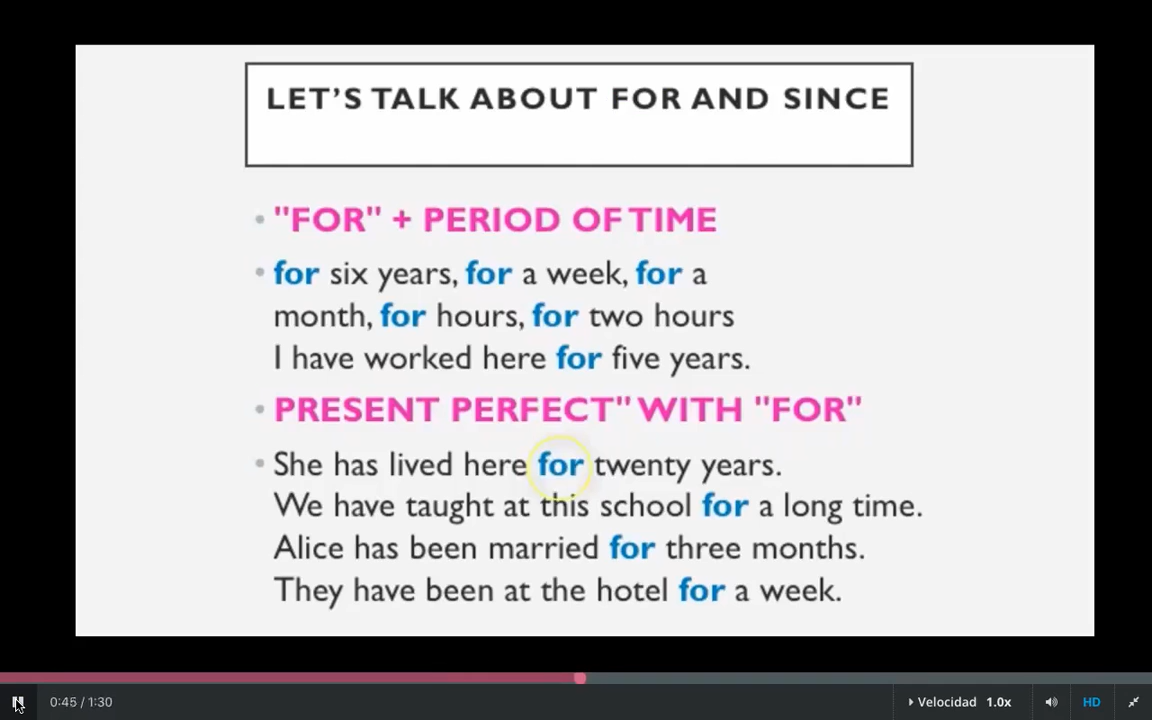 LET'S TALK ABOUT FOR AND SINCE
• "FOR" + PERIOD OF TIME
• for six years, for a week, for a
month, for hours, for two hours
I have worked here for five years.
• PRESENT PERFECT" WITH "FOR"
• She has lived here for twenty years.
We have taught at this school for a long time.
Alice has been married for three months.
They have been at the hotel for a week.
0:45 / 1:30 Velocidad 1.0x HD